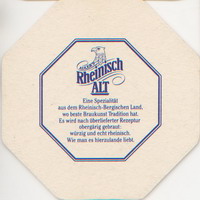 Rheinisch
ALT
Eine Spezialität
aus dem Rheinisch-Bergischen Land,
wo beste Braukunst Tradition hat.
Es wird nach überlieferter Rezeptur
obergärig gebraut:
würzig und echt rheinisch.
Wie man es hierzulande liebt.